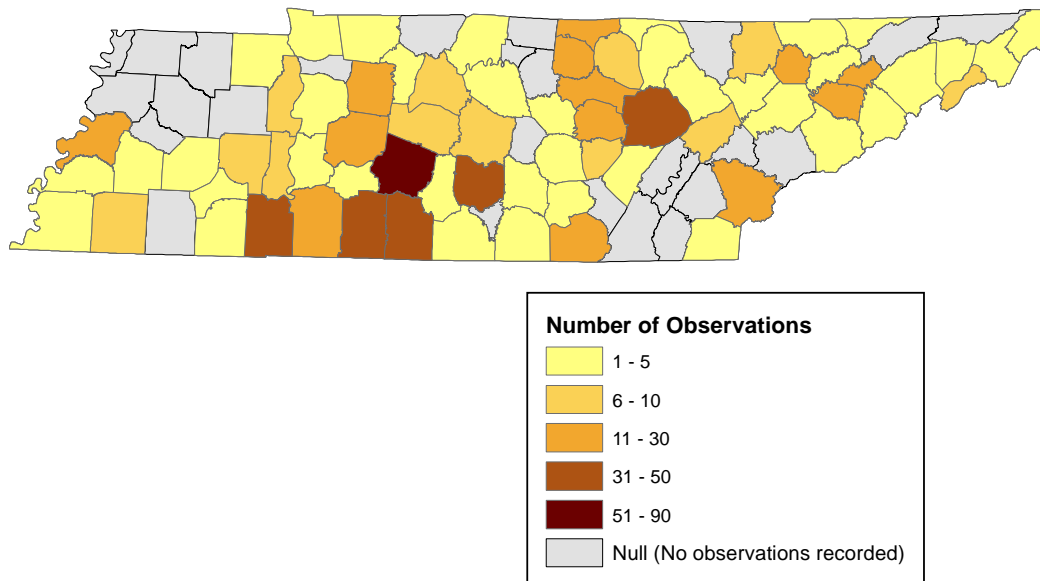 Number of Observations
1 - 5
6 - 10
11 - 30
31 - 50
51 - 90
Null (No observations recorded)